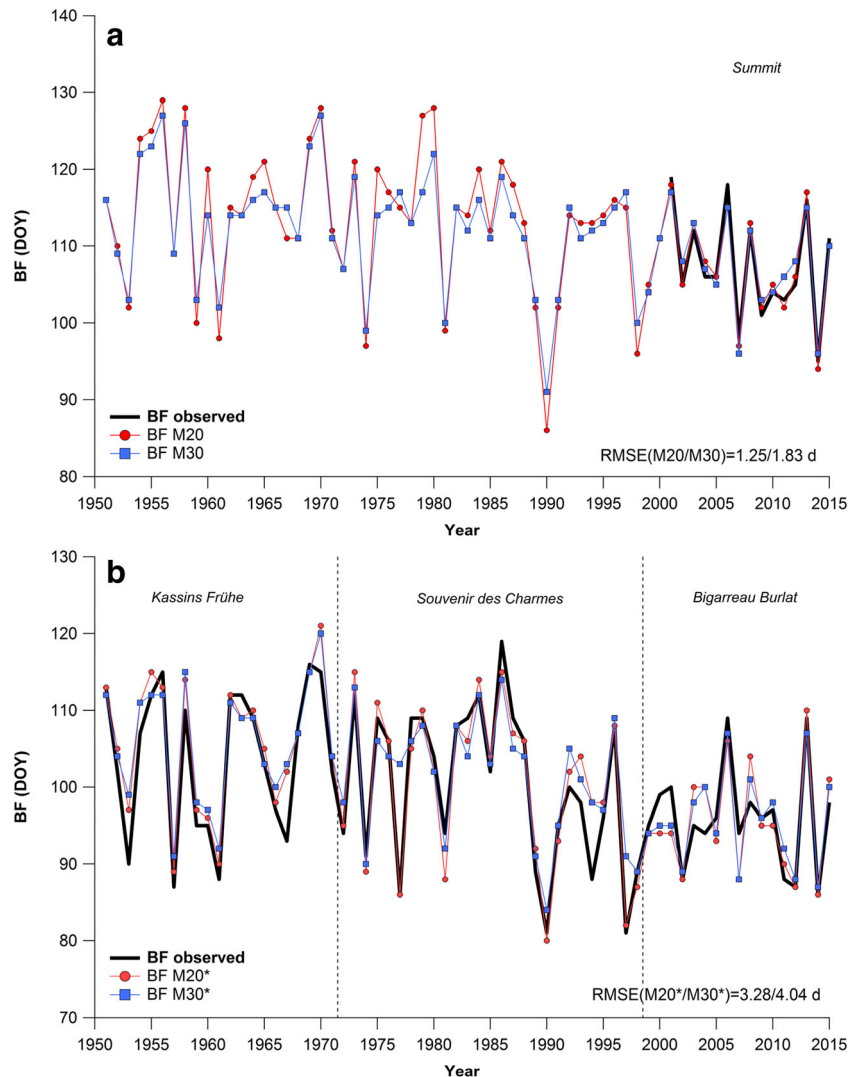 a
Summit
140
130
120
110
100
90
80
BF (DOY)
BF observed
BF M20
BF M30
RMSE(M20/M30)=1.25/1.83 d
1950 1955 1960 1965 1970 1975 1980 1985 1990 1995 2000 2005 2010 2015
Year
b
Kassins Frühe Souvenir des Charmes Bigarreau Burlat
130
120
110
100
90
80
70
BF (DOY)
BF observed
BF M20*
BF M30*
RMSE(M20*/M30*)=3.28/4.04 d
1950 1955 1960 1965 1970 1975 1980 1985 1990 1995 2000 2005 2010 2015
Year